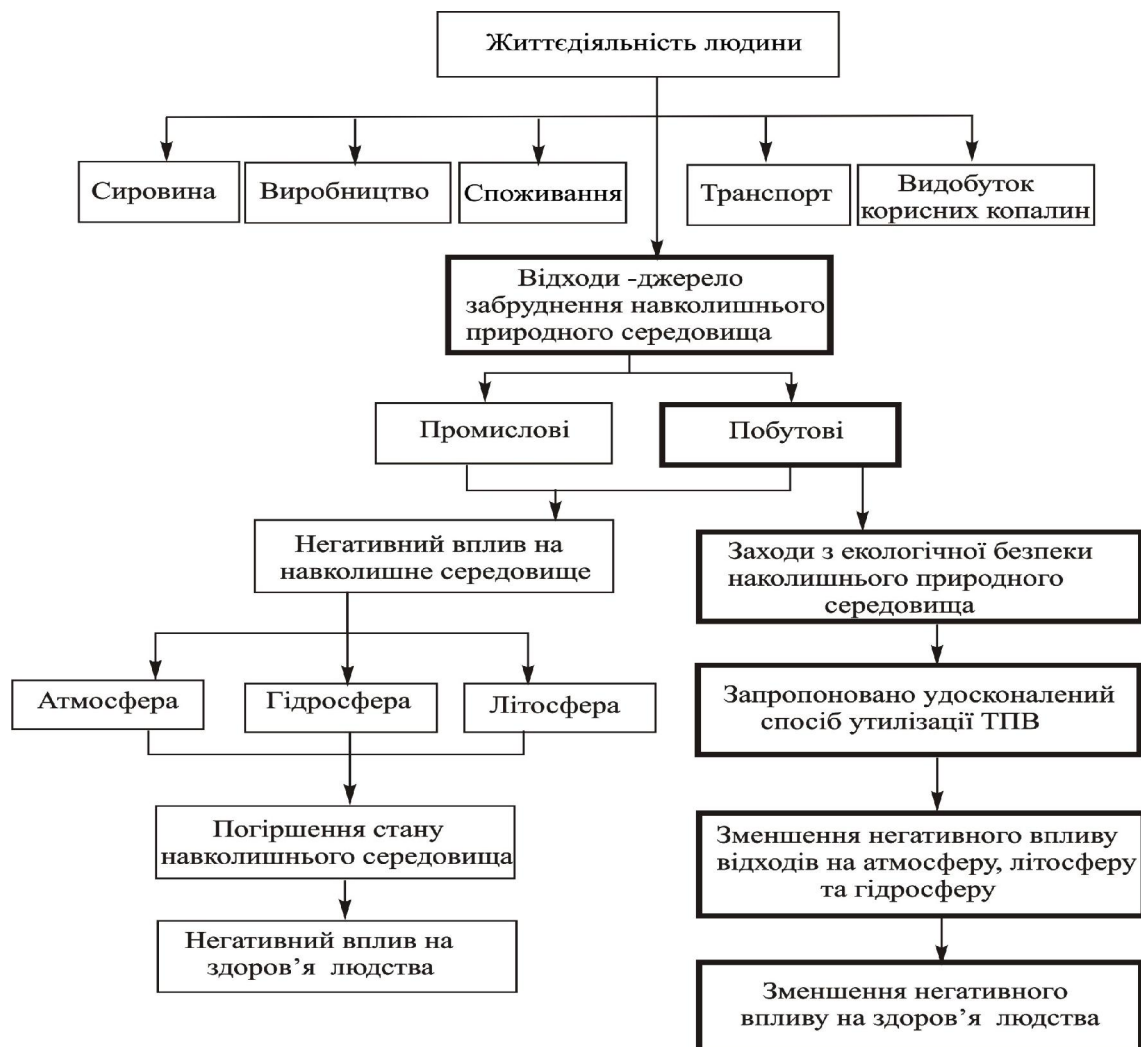 Життєдіяльність людини
Сировина
Виробництво
Споживання
Транспорт
Видобуток
корисних копалин
Відходи -джерело
забруднення навколишнього
природного середовища
Промислові
Побутові
Негативний вплив на
навколишне середовище
Заходи з екологічної безпеки
наколишнього природного
середовища
Атмосфера
Гідросфера
Літосфера
Запропоновано удосконалений
спосіб утилізації ТПВ
Погіршення стану
навколишнього середовища
Зменшення негативного впливу
відходів на атмосферу, літосферу
та гідросферу
Негативний вплив на
здоров’я людства
Зменшення негативного
впливу на здоров’я людства